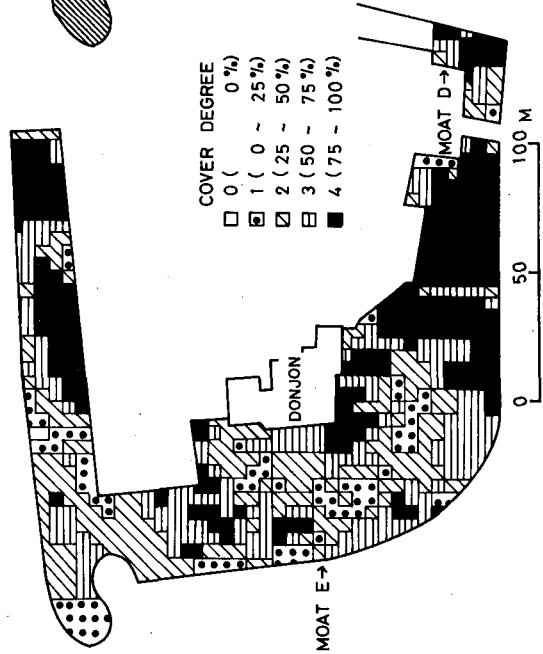 COVER DEGREE
0 ( 0 %)
1 ( 0 ~ 25 %)
2 (25 ~ 50 %)
3 (50 ~ 75 %)
4 (75 ~ 100 %)
DONJON
MOAT D→
MOAT E→
0 50 100 M